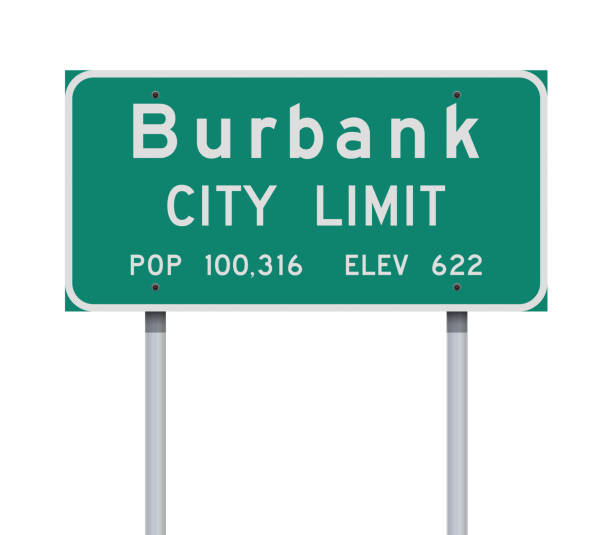 Burbank
CITY LIMIT
POP 100,316 ELEV 622